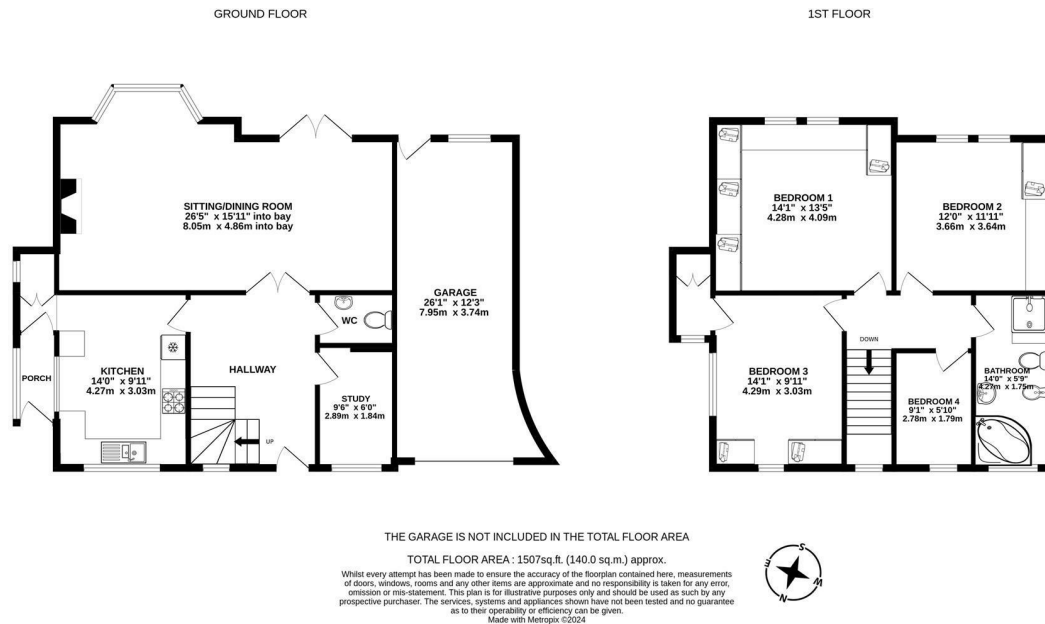 GROUND FLOOR
1ST FLOOR
SITTING/DINING ROOM
26'5" x 15'11" into bay
8.05m x 4.86m into bay
GARAGE
26'1" x 12'3"
7.95m x 3.74m
WC
KITCHEN
14'0" x 9'11"
4.27m x 3.03m
PORCH
HALLWAY
STUDY
9'6" x 6'0"
2.89m x 1.84m
UP
BEDROOM 1
14'1" x 13'5"
4.28m x 4.09m
BEDROOM 2
12'0" x 11'11"
3.66m x 3.64m
DOWN
BEDROOM 3
14'1" x 9'11"
4.29m x 3.03m
BEDROOM 4
9'1" x 5'10"
2.78m x 1.79m
BATHROOM
14'0" x 5'9"
4.27m x 1.75m
THE GARAGE IS NOT INCLUDED IN THE TOTAL FLOOR AREA
TOTAL FLOOR AREA : 1507sq.ft. (140.0 sq.m.) approx.
Whilst every attempt has been made to ensure the accuracy of the floorplan contained here, measurements
of doors, windows, rooms and any other items are approximate and no responsibility is taken for any error,
omission or mis-statement. This plan is for illustrative purposes only and should be used as such by any
prospective purchaser. The services, systems and appliances shown have not been tested and no guarantee
as to their operability or efficiency can be given.
Made with Metropix ©2024
S
E
W
N